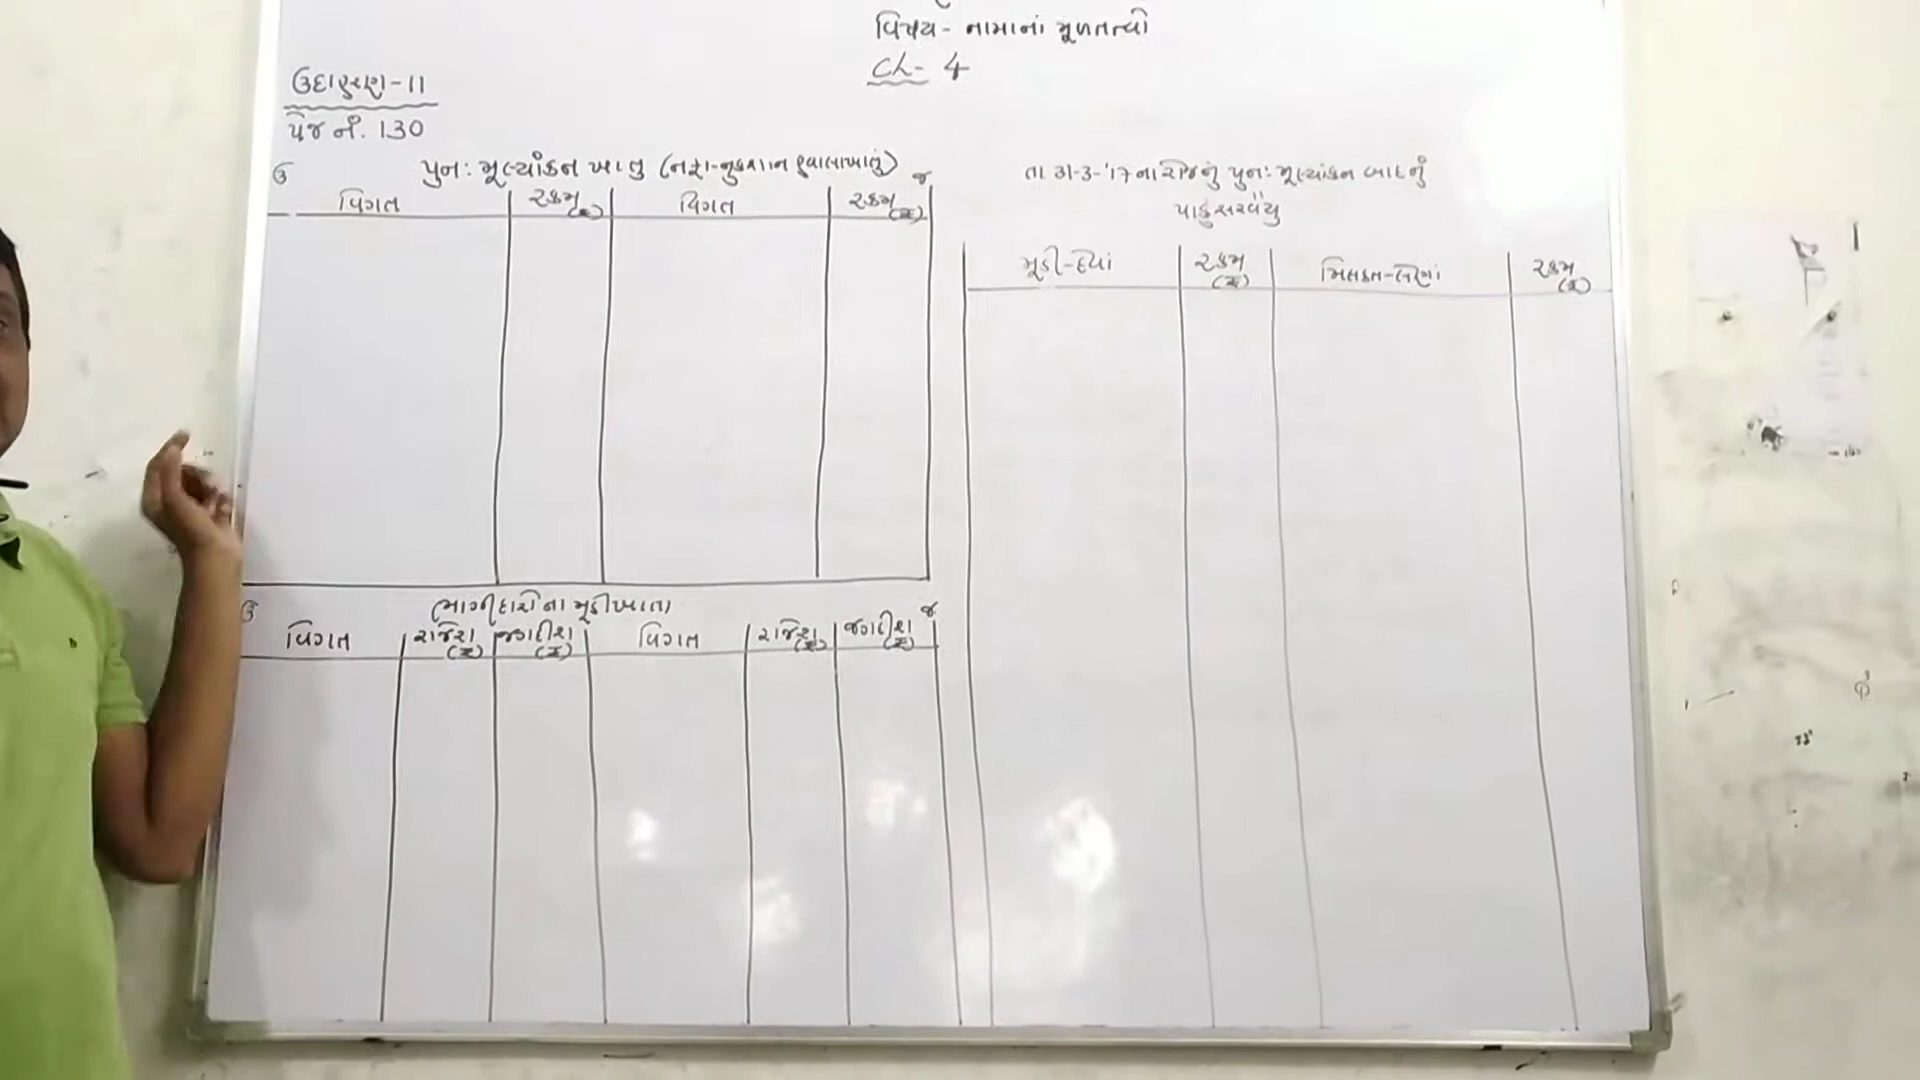 વિષય - નામાનાં મૂળતત્વો
Ch- 4
ઉદાહરણ-11
પેજ નં. 130
ઉ પુનઃ મૂલ્યાંકન ખાતુ (નફા-નુકશાન હવાલાખાતું) જ
વિગત રકમ (₹) વિગત રકમ (₹)
ઉ ભાગીદારોના મૂડીખાતા જ
વિગત રાજેશ (₹) જગદીશ (₹) વિગત રાજેશ (₹) જગદીશ (₹)
તા 31-3-'17 ના રોજનું પુનઃ મૂલ્યાંકન બાદનું
પાકું સરવૈયુ
મૂડી-દેવાં રકમ (₹) મિલકત-લેણાં રકમ (₹)